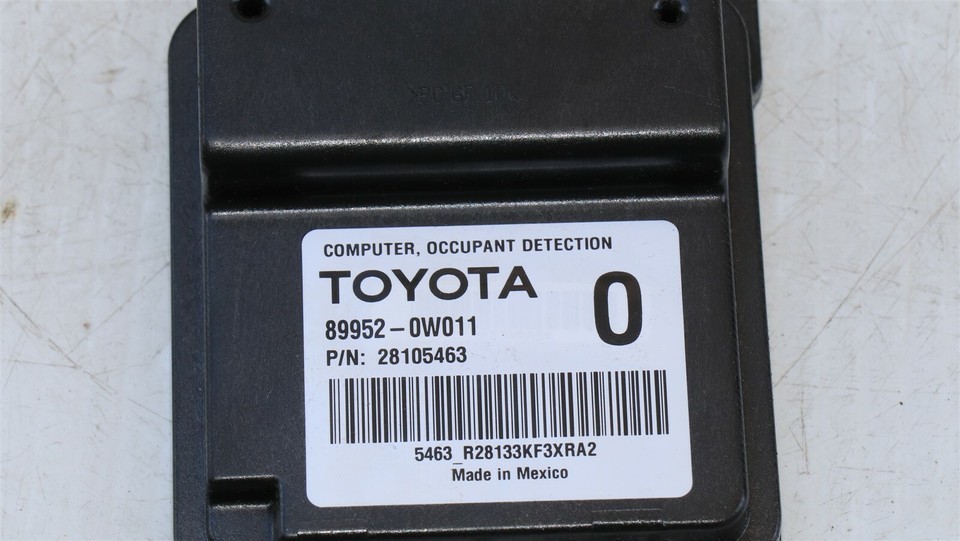 COMPUTER, OCCUPANT DETECTION
TOYOTA
0
89952-0W011
P/N: 28105463
5463_R28133KF3XRA2
Made in Mexico